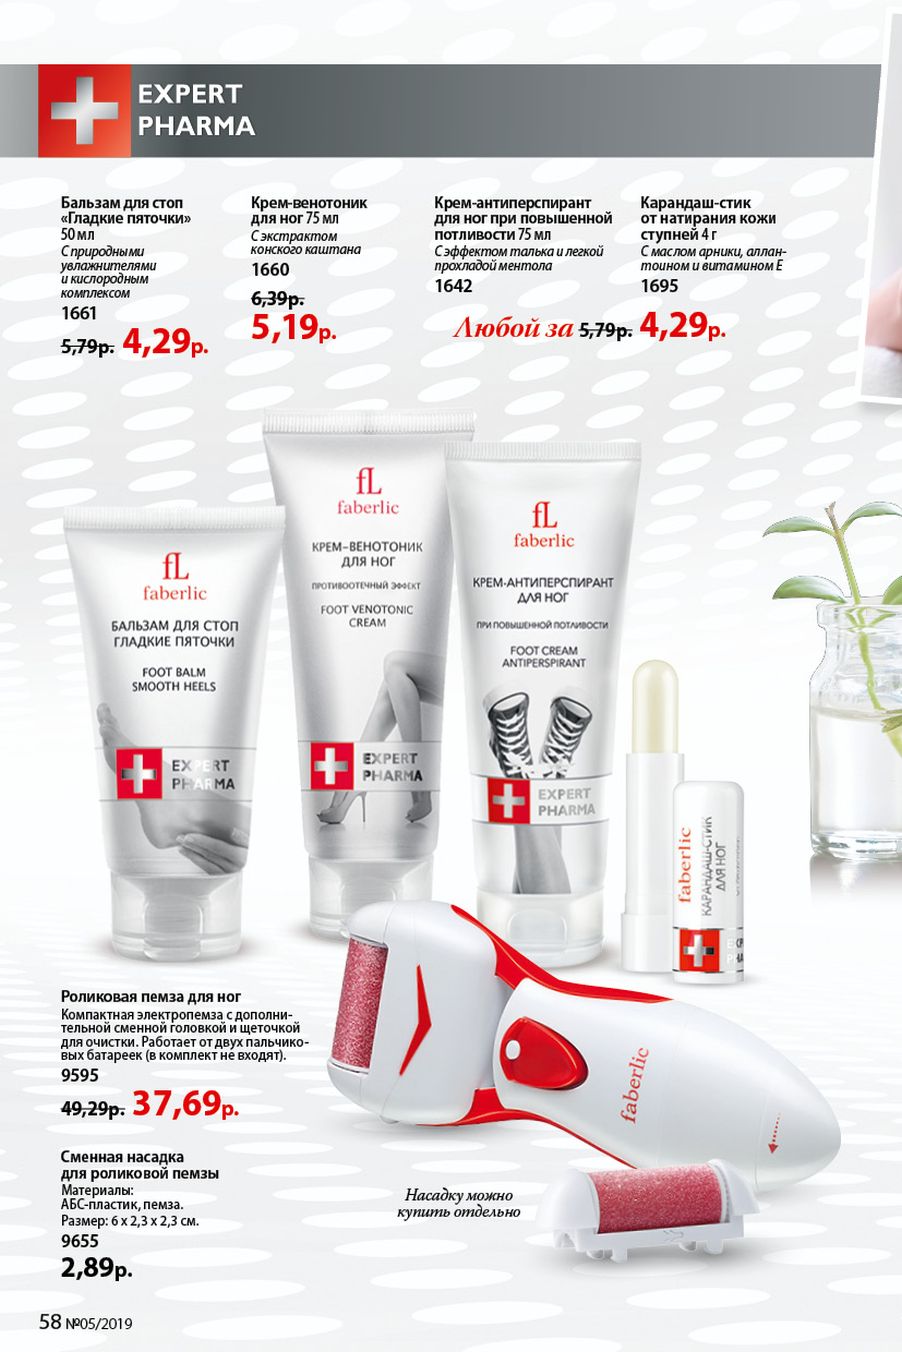 EXPERT
PHARMA
Бальзам для стоп
«Гладкие пяточки»
50 мл
С природными
увлажнителями
и кислородным
комплексом
1661
5,79р. 4,29р.
Крем-венотоник
для ног 75 мл
С экстрактом
конского каштана
1660
6,39р.
5,19р.
Крем-антиперспирант
для ног при повышенной
потливости 75 мл
С эффектом талька и легкой
прохладой ментола
1642
Карандаш-стик
от натирания кожи
ступней 4 г
С маслом арники, аллан-
тоином и витамином Е
1695
Любой за 5,79р. 4,29р.
fL
faberlic
БАЛЬЗАМ ДЛЯ СТОП
ГЛАДКИЕ ПЯТОЧКИ
FOOT BALM
SMOOTH HEELS
EXPERT
PHARMA
fL
faberlic
КРЕМ-ВЕНОТОНИК
ДЛЯ НОГ
ПРОТИВООТЕЧНЫЙ ЭФФЕКТ
FOOT VENOTONIC
CREAM
EXPERT
PHARMA
fL
faberlic
КРЕМ-АНТИПЕРСПИРАНТ
ДЛЯ НОГ
ПРИ ПОВЫШЕННОЙ ПОТЛИВОСТИ
FOOT CREAM
ANTIPERSPIRANT
EXPERT
PHARMA
faberlic
КАРАНДАШ-СТИК
ДЛЯ НОГ
Роликовая пемза для ног
Компактная электропемза с дополни-
тельной сменной головкой и щеточкой
для очистки. Работает от двух пальчико-
вых батареек (в комплект не входят).
9595
49,29р. 37,69р.
faberlic
Сменная насадка
для роликовой пемзы
Материалы:
АБС-пластик, пемза.
Размер: 6 х 2,3 х 2,3 см.
9655
2,89р.
Насадку можно
купить отдельно
58 №05/2019